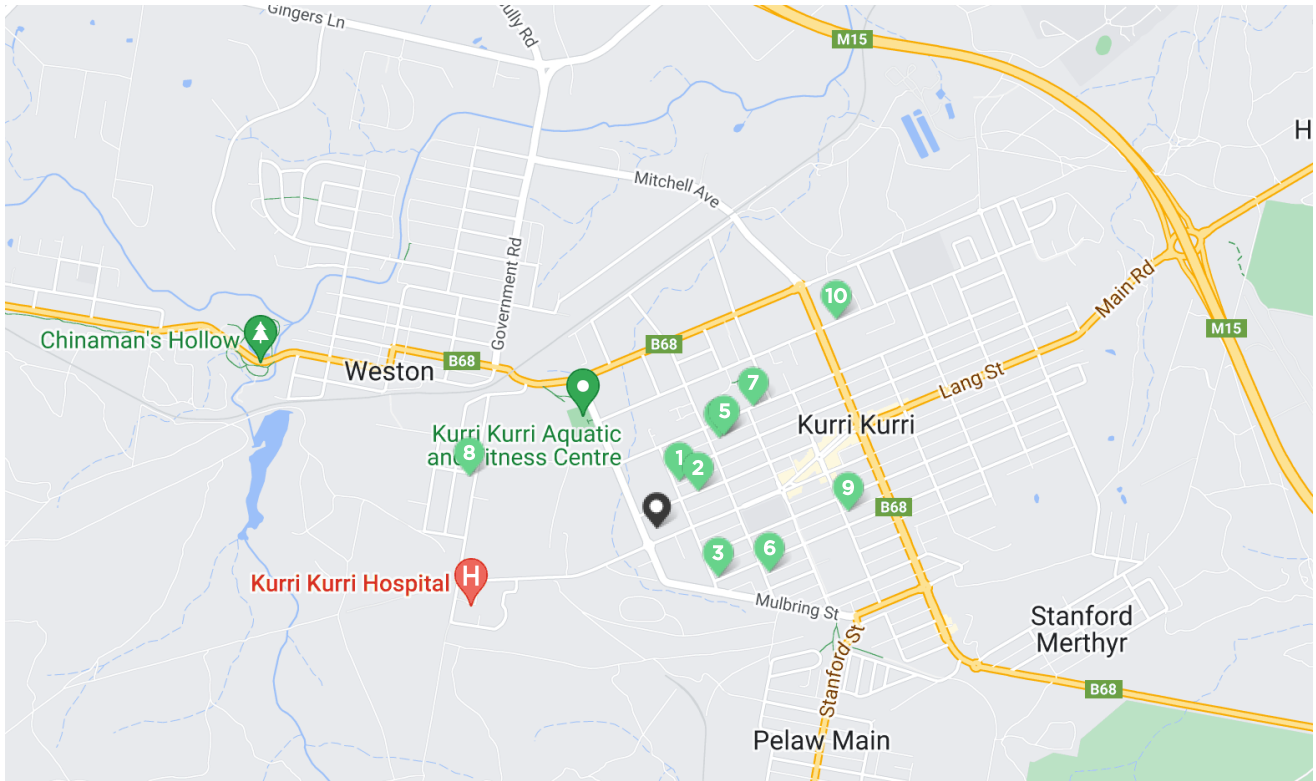 Gingers Ln
ully Rd
M15
H
Mitchell Ave
Government Rd
Main Rd
10
M15
Chinaman's Hollow
B68
B68
Weston
7
Lang St
5
Kurri Kurri
Kurri Kurri Aquatic
and Fitness Centre
8
1
2
9
B68
3
6
H
Kurri Kurri Hospital
Mulbring St
Stanford
Merthyr
Stanford St
B68
Pelaw Main